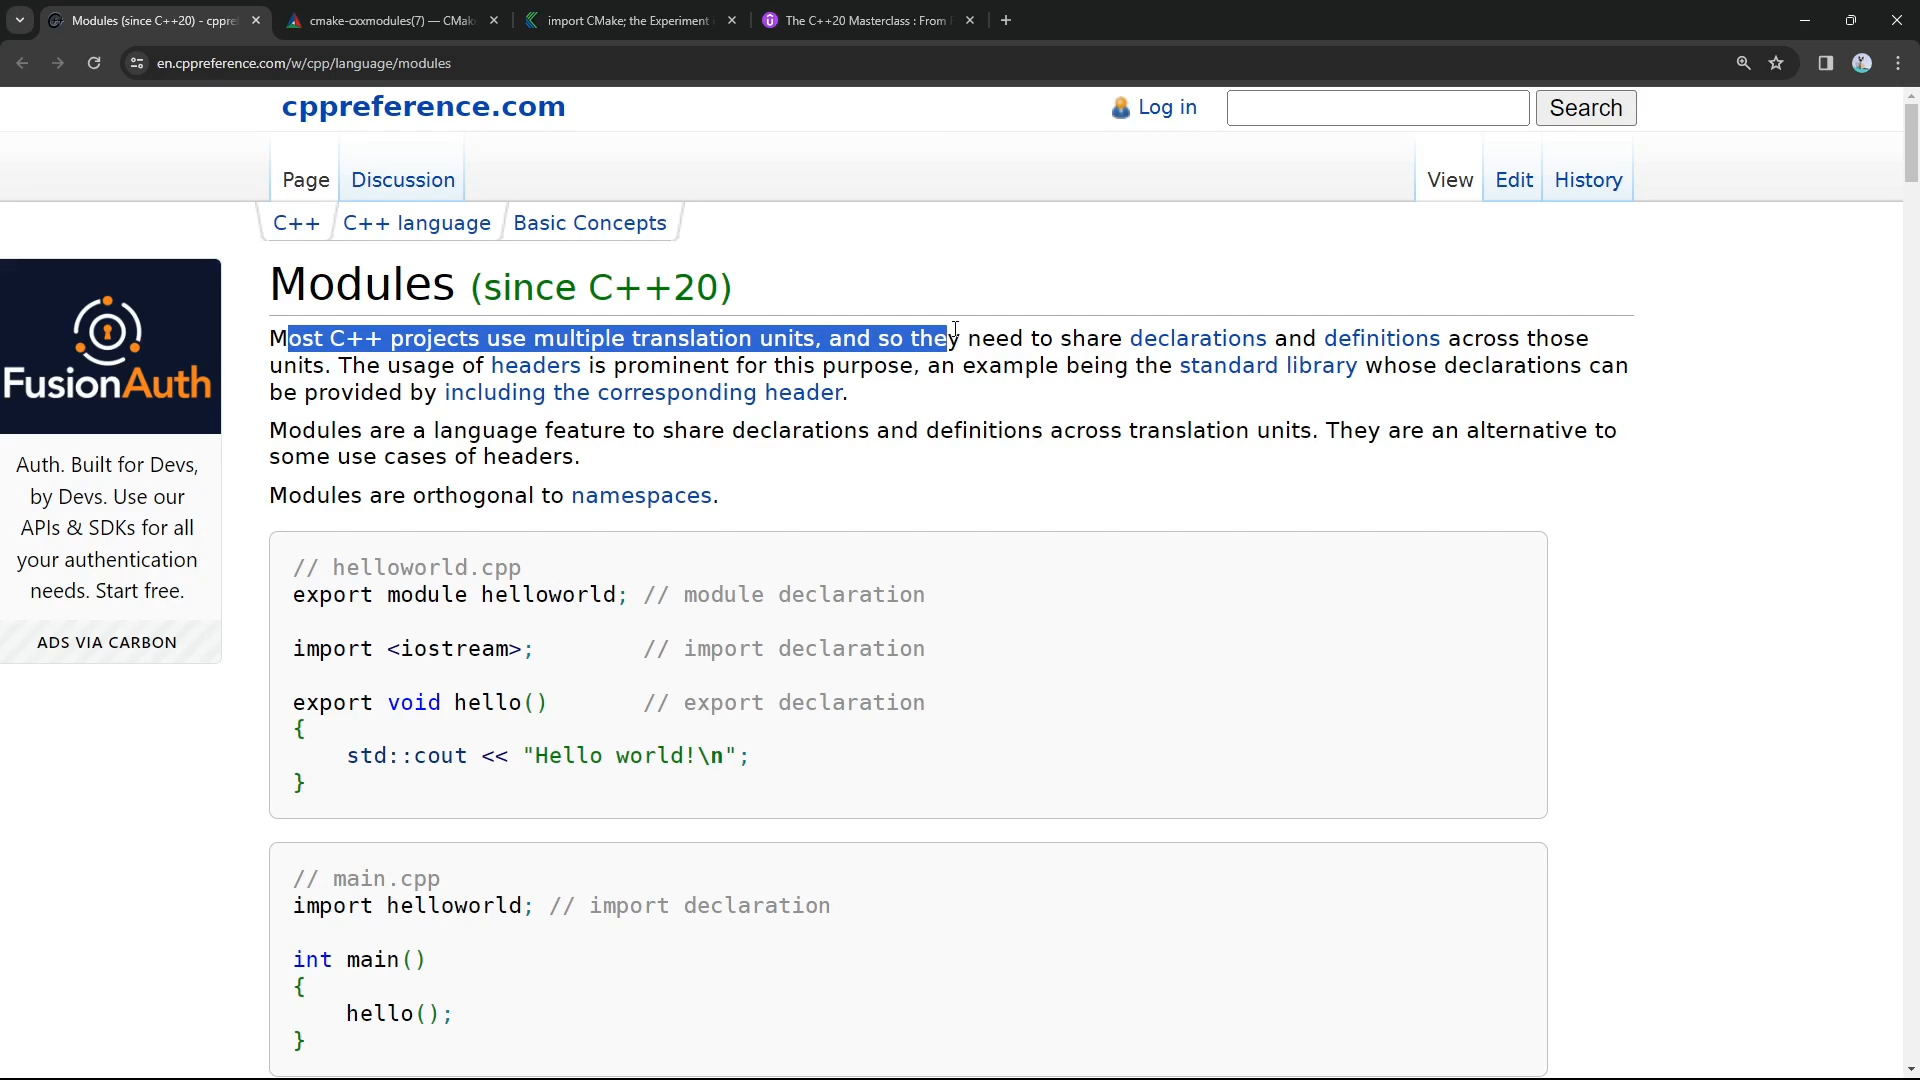 Modules (since C++20) - cppre
cmake-cxxmodules(7) — CMak
import CMake; the Experiment
The C++20 Masterclass : From F
en.cppreference.com/w/cpp/language/modules
cppreference.com
Log in
Search
Page
Discussion
View
Edit
History
C++
C++ language
Basic Concepts
Modules (since C++20)
Most C++ projects use multiple translation units, and so they need to share declarations and definitions across those
units. The usage of headers is prominent for this purpose, an example being the standard library whose declarations can
be provided by including the corresponding header.
Modules are a language feature to share declarations and definitions across translation units. They are an alternative to
some use cases of headers.
Modules are orthogonal to namespaces.
// helloworld.cpp
export module helloworld; // module declaration
import <iostream>;        // import declaration
export void hello()       // export declaration
{
    std::cout << "Hello world!\n";
}
// main.cpp
import helloworld; // import declaration
int main()
{
    hello();
}
FusionAuth
Auth. Built for Devs,
by Devs. Use our
APIs & SDKs for all
your authentication
needs. Start free.
ADS VIA CARBON